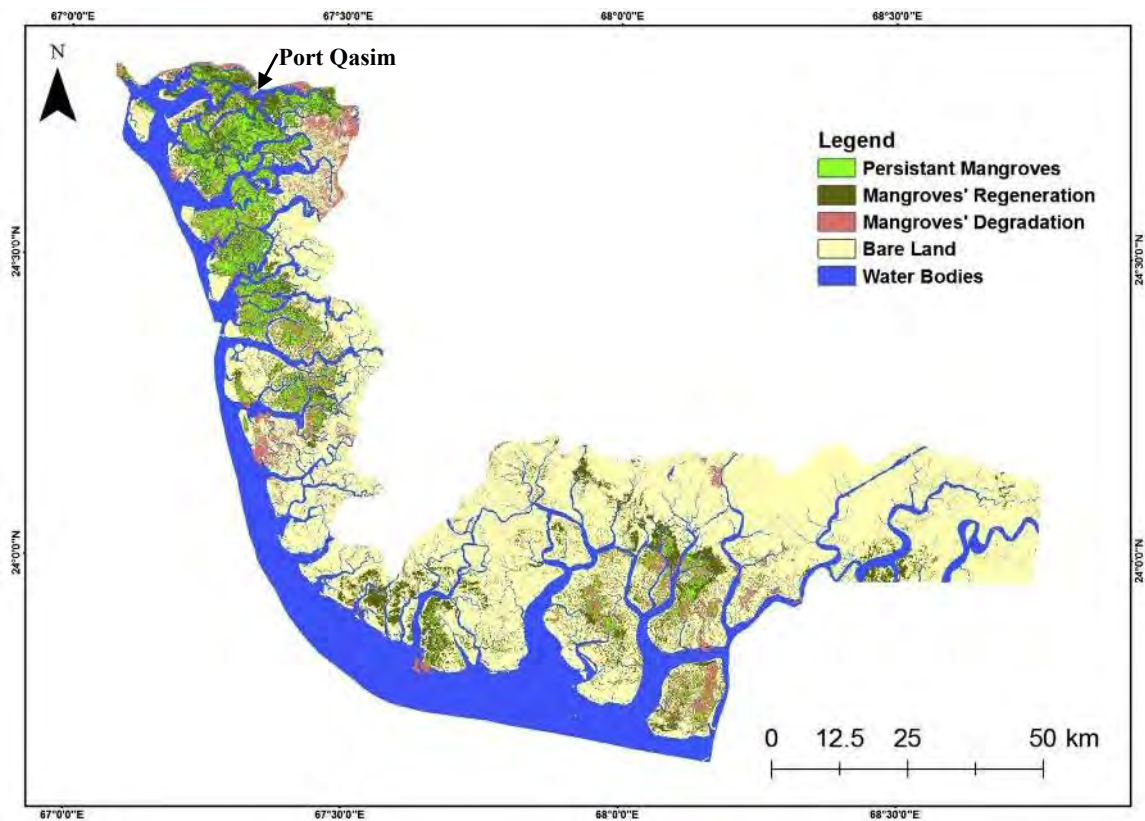 67°0'0"E 67°30'0"E 68°0'0"E 68°30'0"E
N
Port Qasim
Legend
Persistant Mangroves
Mangroves' Regeneration
Mangroves' Degradation
Bare Land
Water Bodies
24°30'0"N 24°30'0"N
24°0'0"N 24°0'0"N
0 12.5 25 50 km
67°0'0"E 67°30'0"E 68°0'0"E 68°30'0"E